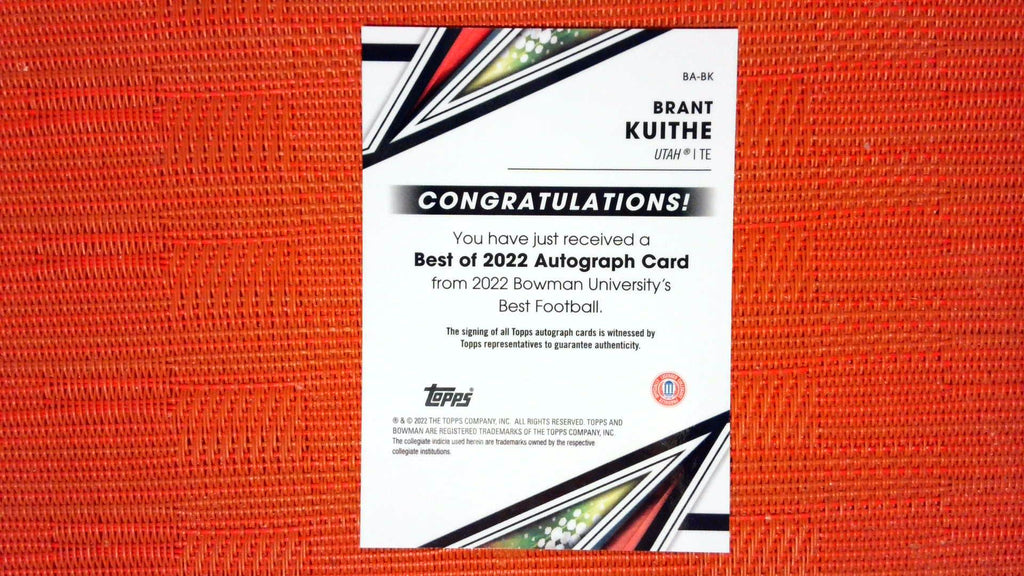 BA-BK
BRANT
KUITHE
UTAH ® | TE
CONGRATULATIONS!
You have just received a
Best of 2022 Autograph Card
from 2022 Bowman University's
Best Football.
The signing of all Topps autograph cards is witnessed by
Topps representatives to guarantee authenticity.
Topps®
® & © 2022 THE TOPPS COMPANY, INC. ALL RIGHTS RESERVED. TOPPS AND
BOWMAN ARE REGISTERED TRADEMARKS OF THE TOPPS COMPANY, INC.
The collegiate indicia used herein are trademarks owned by the respective
collegiate institutions.